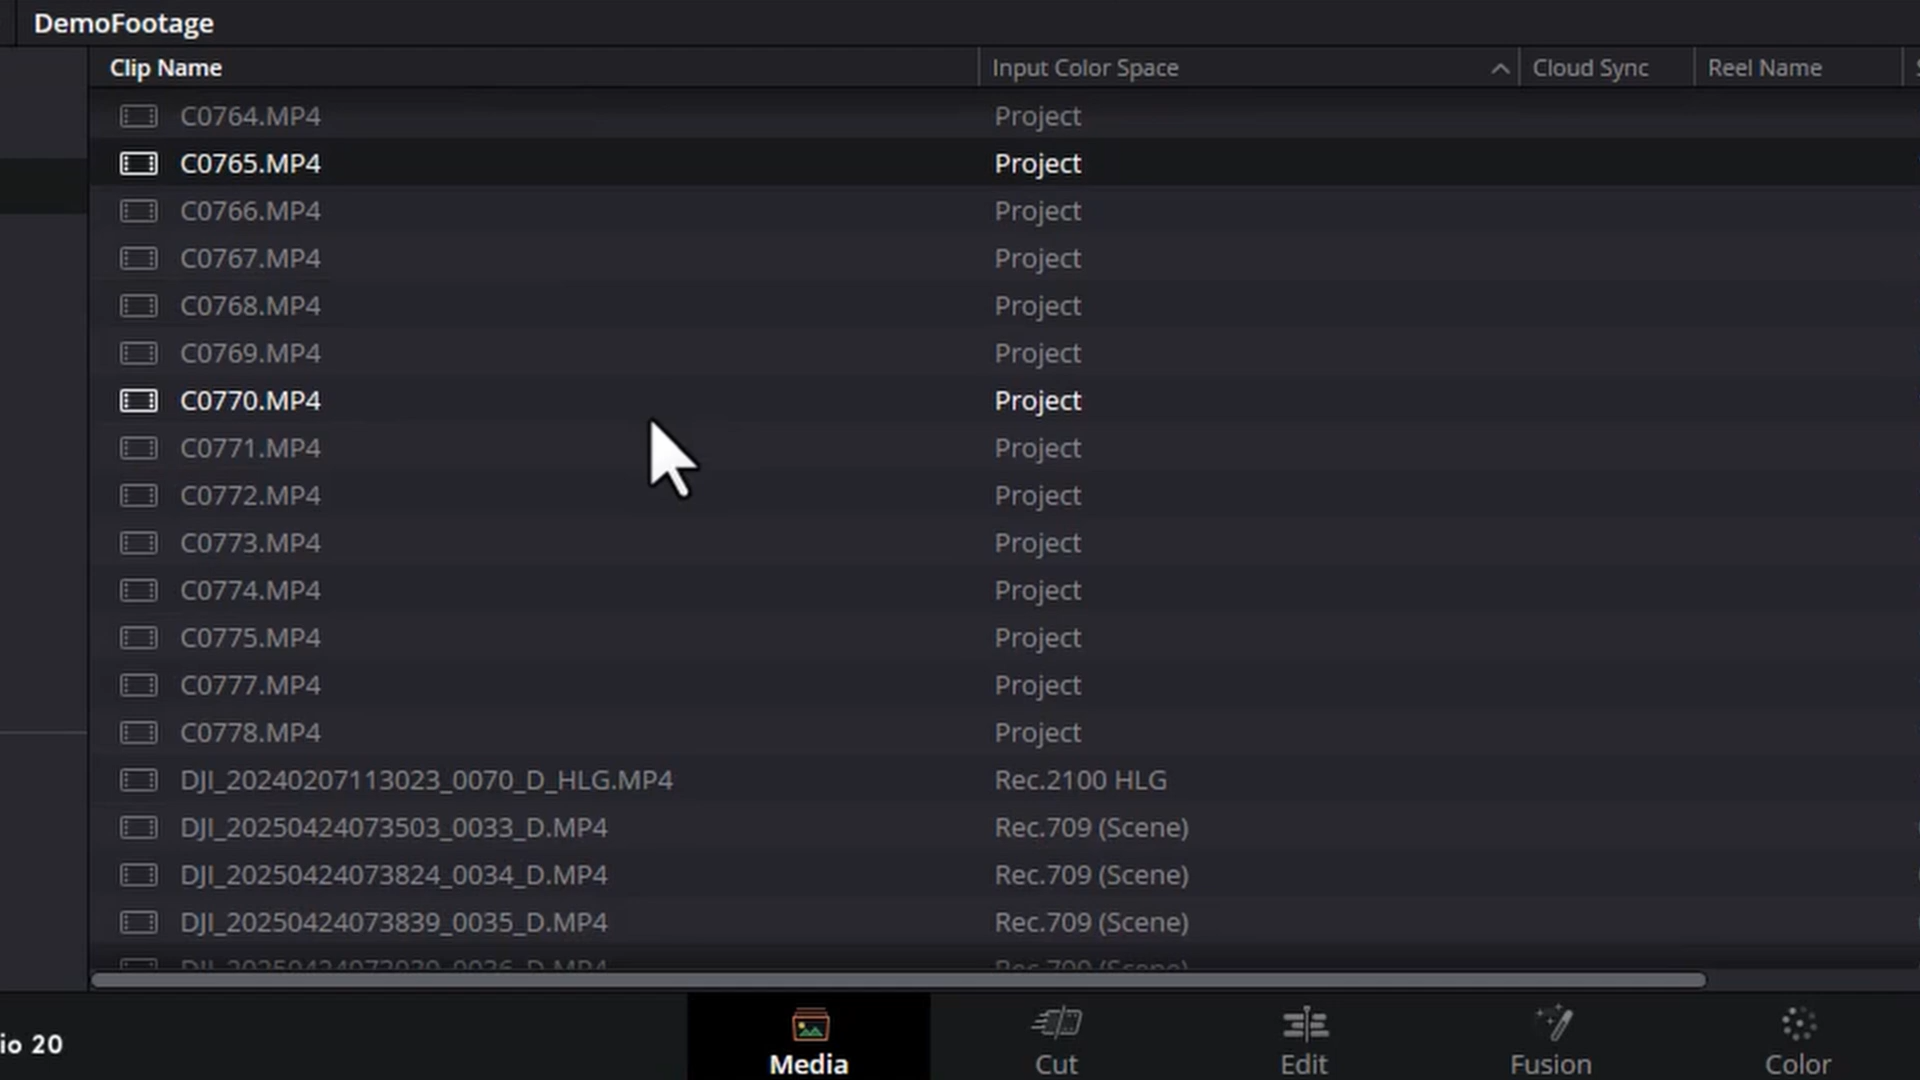 DemoFootage
Clip Name Input Color Space Cloud Sync Reel Name
C0764.MP4 Project
C0765.MP4 Project
C0766.MP4 Project
C0767.MP4 Project
C0768.MP4 Project
C0769.MP4 Project
C0770.MP4 Project
C0771.MP4 Project
C0772.MP4 Project
C0773.MP4 Project
C0774.MP4 Project
C0775.MP4 Project
C0777.MP4 Project
C0778.MP4 Project
DJI_20240207113023_0070_D_HLG.MP4 Rec.2100 HLG
DJI_20250424073503_0033_D.MP4 Rec.709 (Scene)
DJI_20250424073824_0034_D.MP4 Rec.709 (Scene)
DJI_20250424073839_0035_D.MP4 Rec.709 (Scene)
io 20
Media Cut Edit Fusion Color